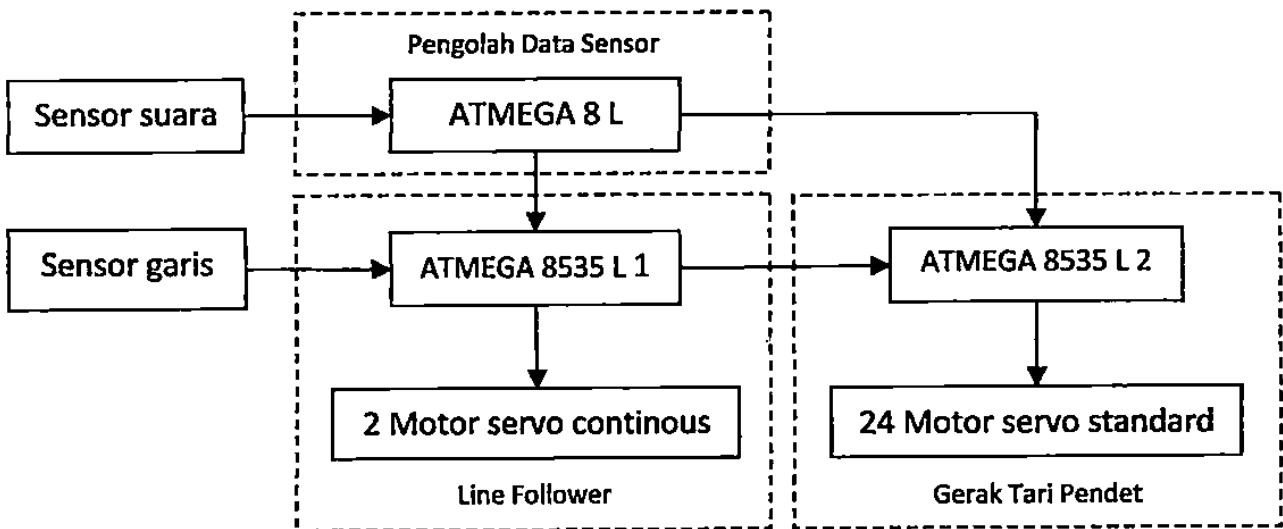 Pengolah Data Sensor
Sensor suara
ATMEGA 8 L
Sensor garis
ATMEGA 8535 L 1
ATMEGA 8535 L 2
2 Motor servo continous
24 Motor servo standard
Line Follower
Gerak Tari Pendet